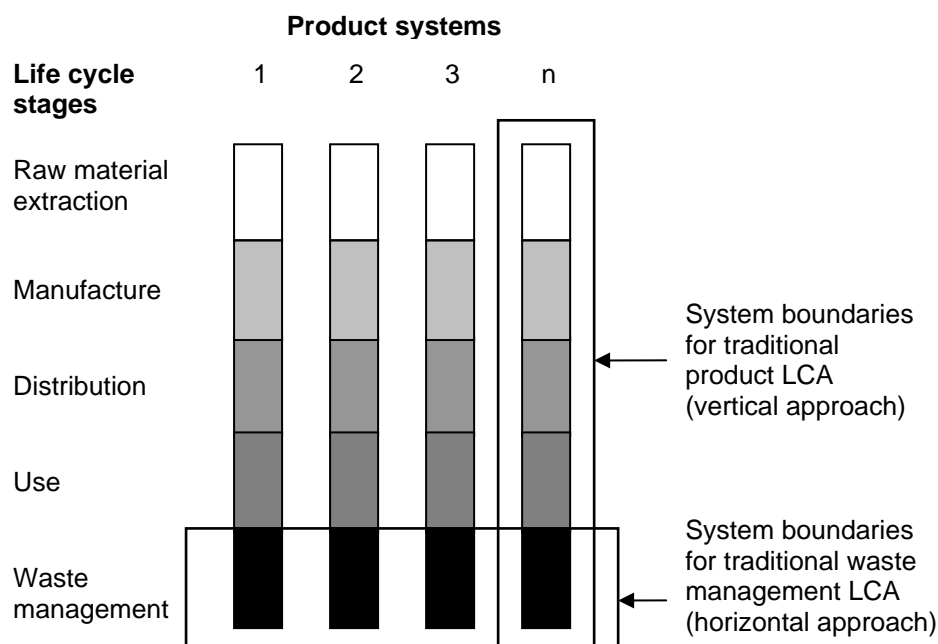 Product systems
Life cycle
stages
1 2 3 n
Raw material
extraction
Manufacture
Distribution
Use
Waste
management
System boundaries
for traditional
product LCA
(vertical approach)
System boundaries
for traditional waste
management LCA
(horizontal approach)